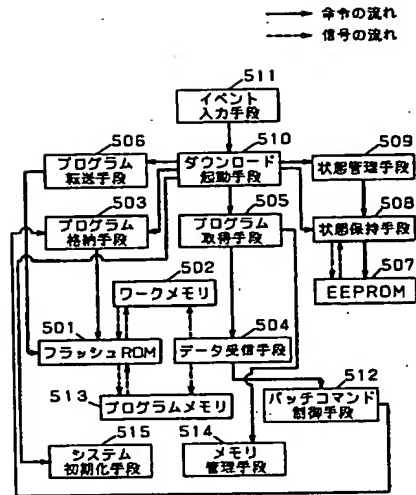 命令の流れ
信号の流れ
511
イベント
入力手段
506
プログラム
転送手段
510
ダウンロード
起動手段
509
状態管理手段
503
プログラム
格納手段
505
プログラム
取得手段
508
状態保持手段
502
ワークメモリ
507
EEPROM
501
フラッシュROM
504
データ受信手段
513
プログラムメモリ
512
バッチコマンド
制御手段
515
システム
初期化手段
514
メモリ
管理手段